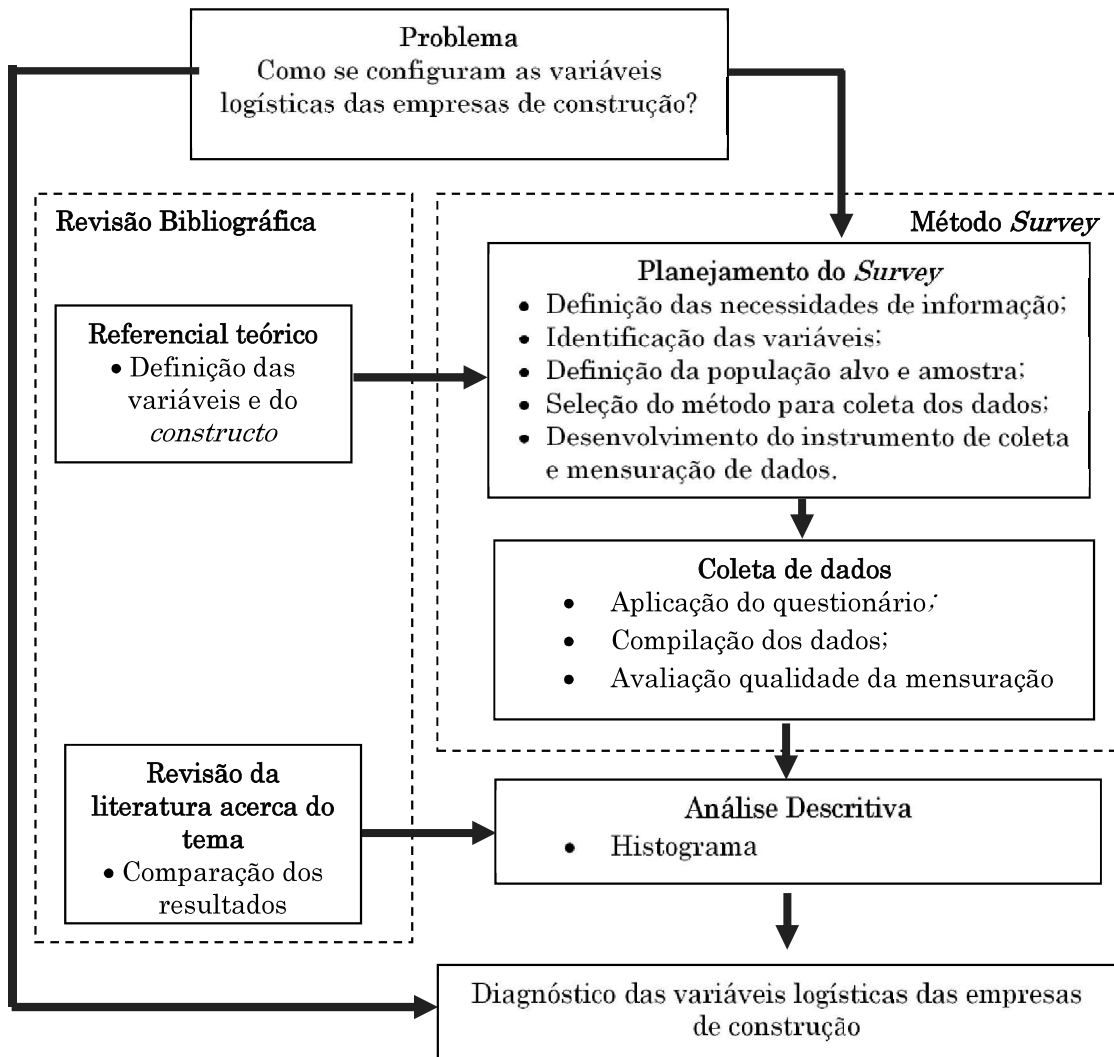 Problema
Como se configuram as variáveis
logísticas das empresas de construção?
Revisão Bibliográfica
Método Survey
Referencial teórico
• Definição das
variáveis e do
constructo
Planejamento do Survey
• Definição das necessidades de informação;
• Identificação das variáveis;
• Definição da população alvo e amostra;
• Seleção do método para coleta dos dados;
• Desenvolvimento do instrumento de coleta
e mensuração de dados.
Coleta de dados
• Aplicação do questionário;
• Compilação dos dados;
• Avaliação qualidade da mensuração
Revisão da
literatura acerca do
tema
• Comparação dos
resultados
Análise Descritiva
• Histograma
Diagnóstico das variáveis logísticas das empresas
de construção